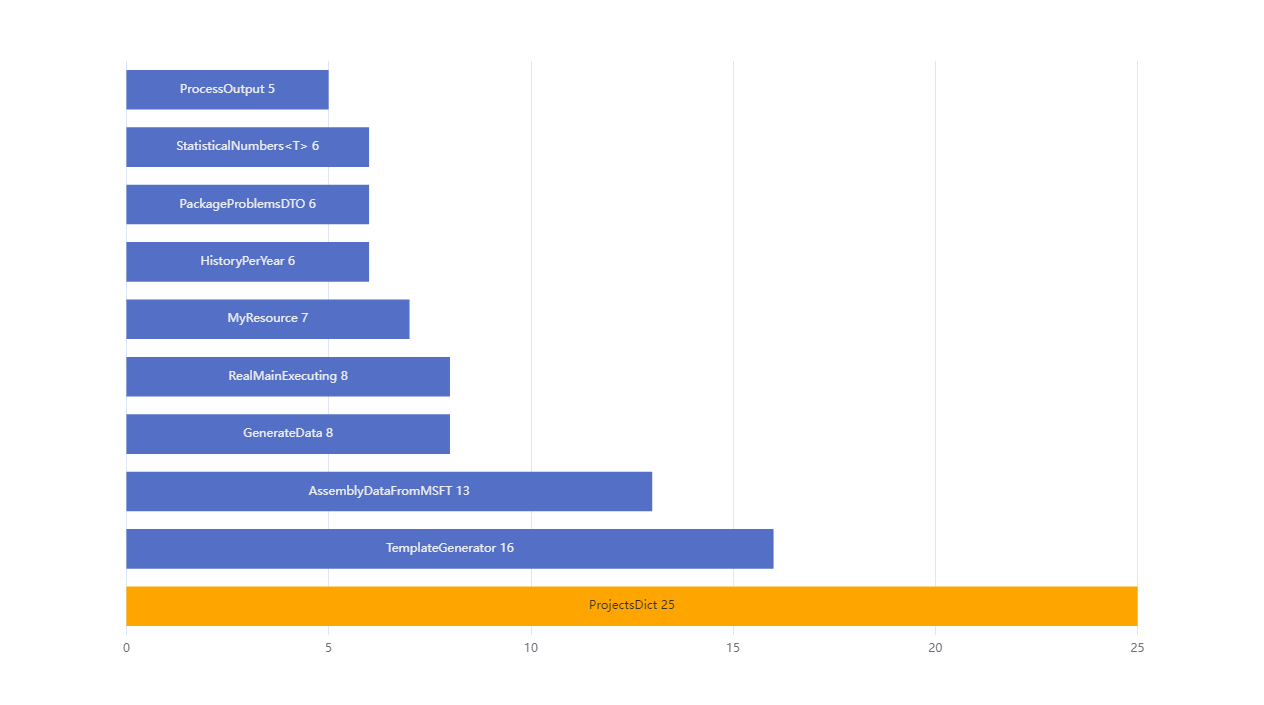 ProcessOutput 5
StatisticalNumbers<T> 6
PackageProblemsDTO 6
HistoryPerYear 6
MyResource 7
RealMainExecuting 8
GenerateData 8
AssemblyDataFromMSFT 13
TemplateGenerator 16
ProjectsDict 25
0 5 10 15 20 25